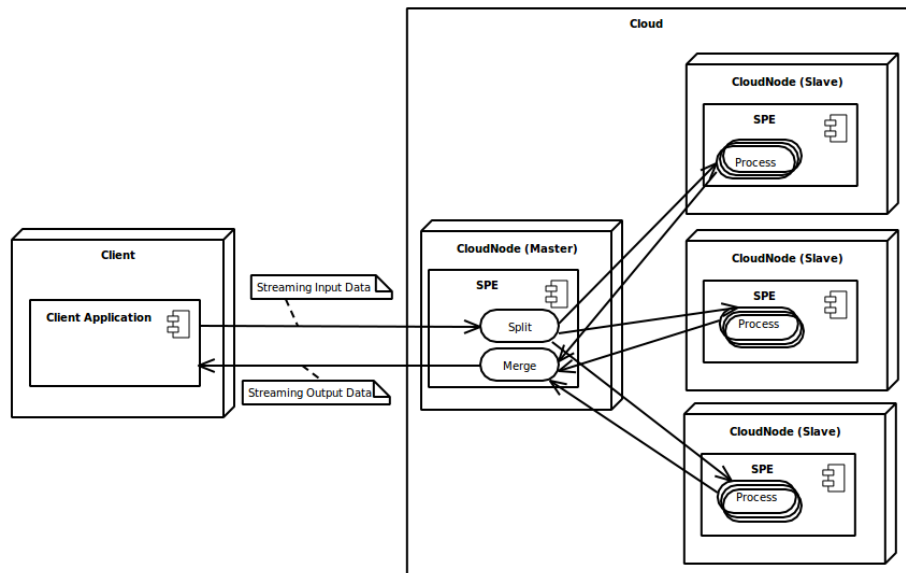 Cloud
CloudNode (Slave)
SPE
Process
Client
Client Application
Streaming Input Data
Streaming Output Data
CloudNode (Master)
SPE
Split
Merge
CloudNode (Slave)
SPE
Process
CloudNode (Slave)
SPE
Process